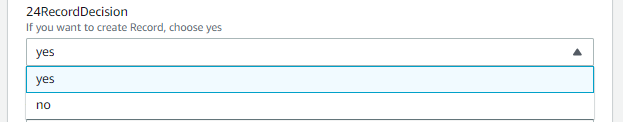 24RecordDecision
If you want to create Record, choose yes
yes
yes
no